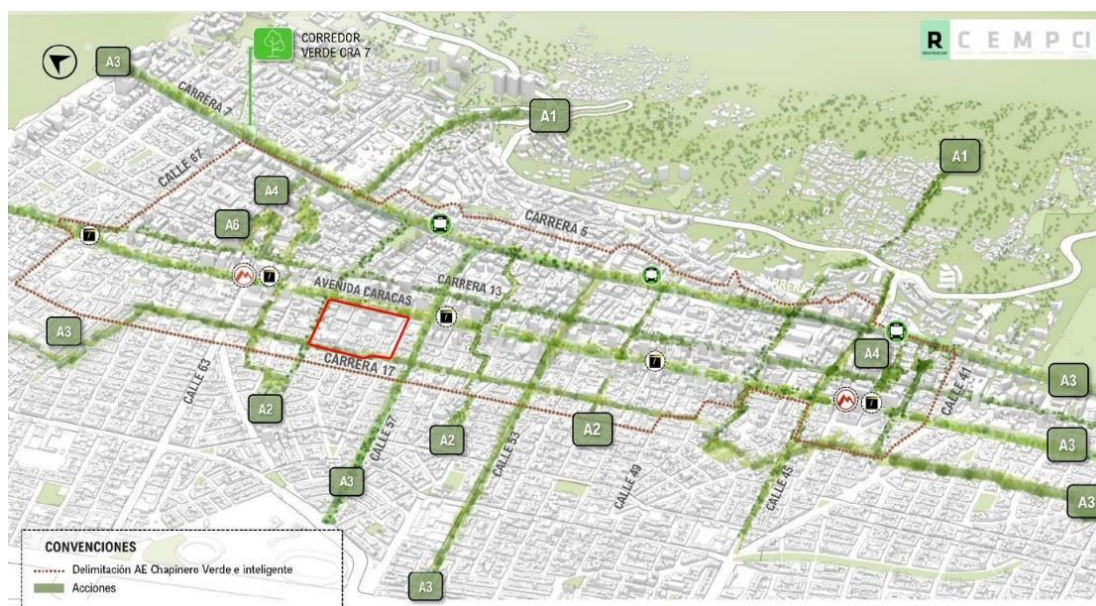 CORREDOR
VERDE CRA 7
R C E M P CI
A3
CARRERA 7
A1
CALLE 67
A1
A4
A6
CARRERA 5
CARRERA 13
AVENIDA CARACAS
A3
A4
CARRERA 17
CALLE 63
CALLE 41
A3
A2
CALLE 57
A2
A2
A3
CALLE 53
CALLE 49
CALLE 45
A3
A3
A3
CONVENCIONES
Delimitación AE Chapinero Verde e inteligente
Acciones